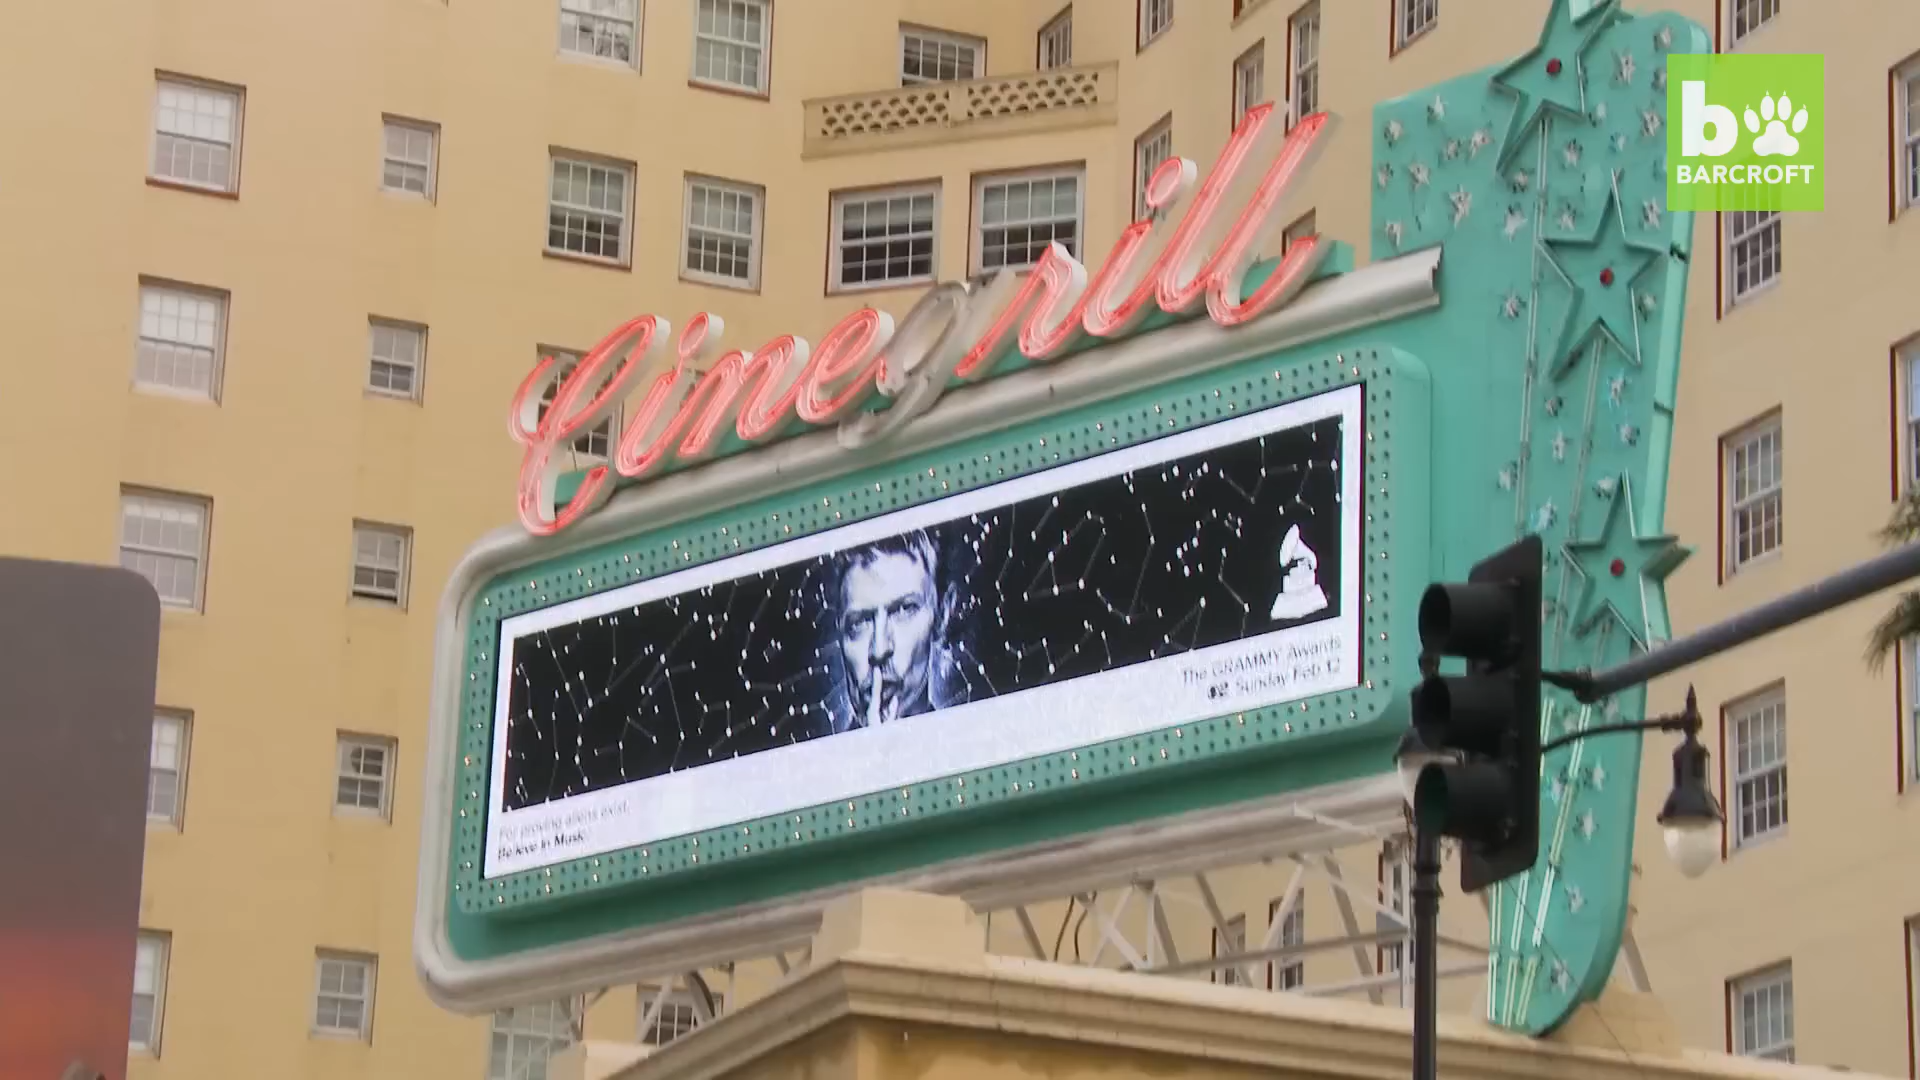 b
BARCROFT
Cinegrill
The GRAMMY Awards
Sunday Feb 12
For proving aliens exist.
Believe in Music